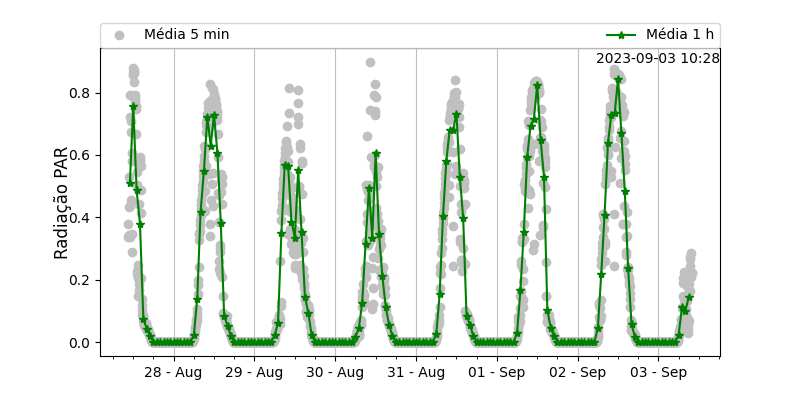 Média 5 min
Média 1 h
2023-09-03 10:28
Radiação PAR
0.8
0.6
0.4
0.2
0.0
28 - Aug
29 - Aug
30 - Aug
31 - Aug
01 - Sep
02 - Sep
03 - Sep